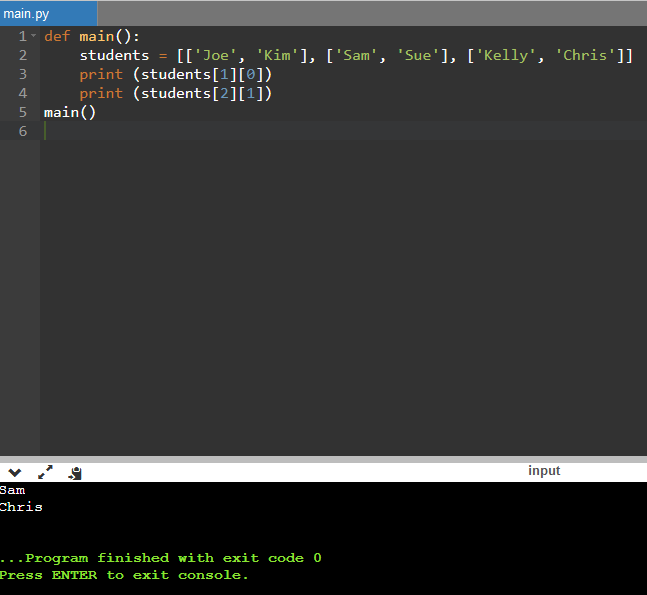 main.py
1 def main():
2     students = [['Joe', 'Kim'], ['Sam', 'Sue'], ['Kelly', 'Chris']]
3     print (students[1][0])
4     print (students[2][1])
5 main()
6
input
Sam
Chris
...Program finished with exit code 0
Press ENTER to exit console.